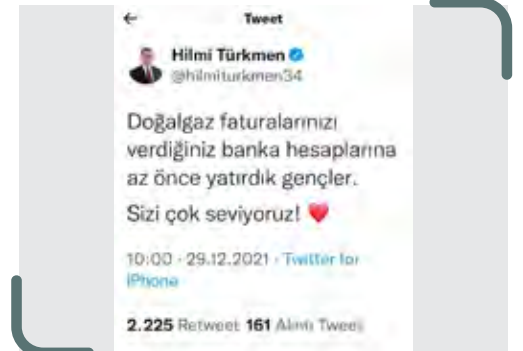 Tweet
Hilmi Türkmen
@hilmiturkmen34
Doğalgaz faturalarınızı
verdiğiniz banka hesaplarına
az önce yatırdık gençler.
Sizi çok seviyoruz! ❤️
10:00 · 29.12.2021 · Twitter for
iPhone
2.225 Retweet 161 Alıntı Tweet